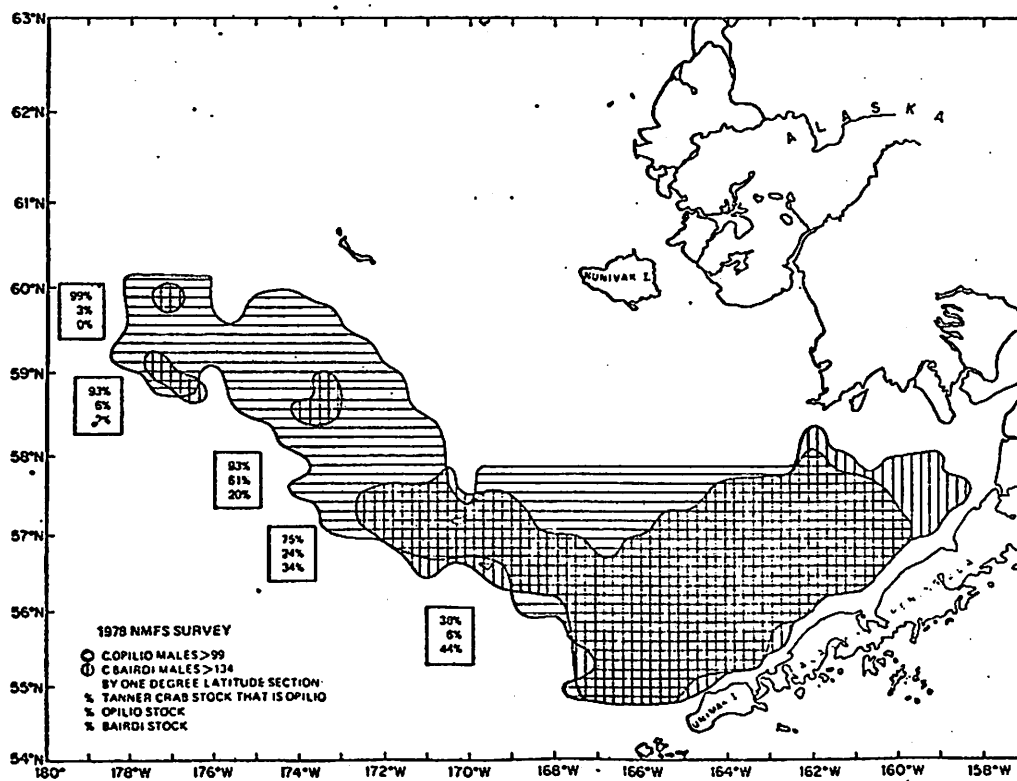 63°N
62°N
61°N
60°N
59°N
58°N
57°N
56°N
55°N
54°N
180°
178°W
176°W
174°W
172°W
170°W
168°W
166°W
164°W
162°W
160°W
158°W
ALASKA
NUNIVAK I.
UNIVAK I.
99%
3%
0%
93%
6%
93%
61%
20%
75%
24%
34%
38%
6%
44%
1978 NMFS SURVEY
C.OPILIO MALES>99
C.BAIRDI MALES>134
BY ONE DEGREE LATITUDE SECTION
% TANNER CRAB STOCK THAT IS OPILIO
% OPILIO STOCK
% BAIRDI STOCK